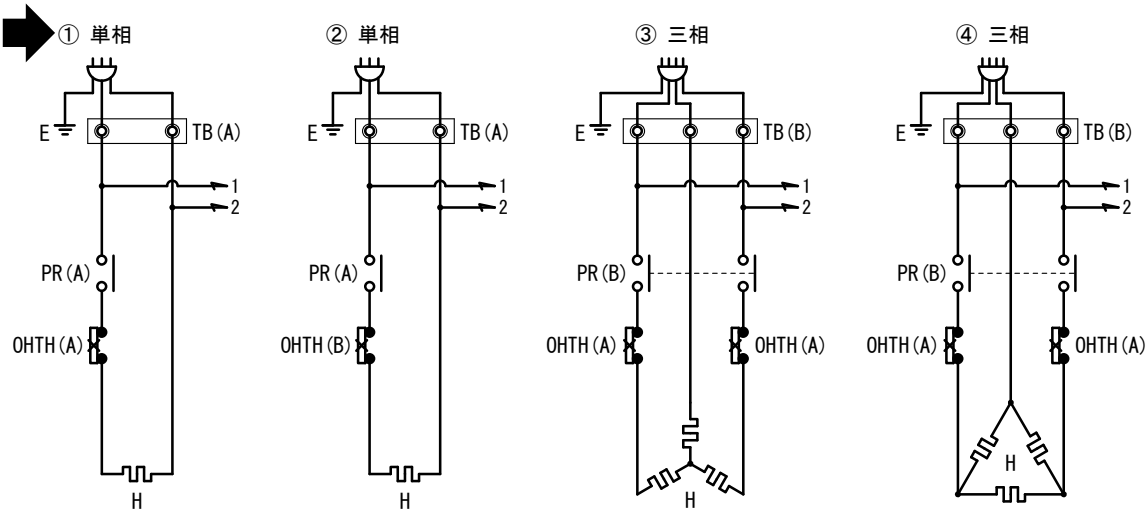 ① 単相
E
TB(A)
1
2
PR(A)
OHTH(A)
H
② 単相
E
TB(A)
1
2
PR(A)
OHTH(B)
H
③ 三相
E
TB(B)
1
2
PR(B)
OHTH(A)
OHTH(A)
H
④ 三相
E
TB(B)
1
2
PR(B)
OHTH(A)
OHTH(A)
H